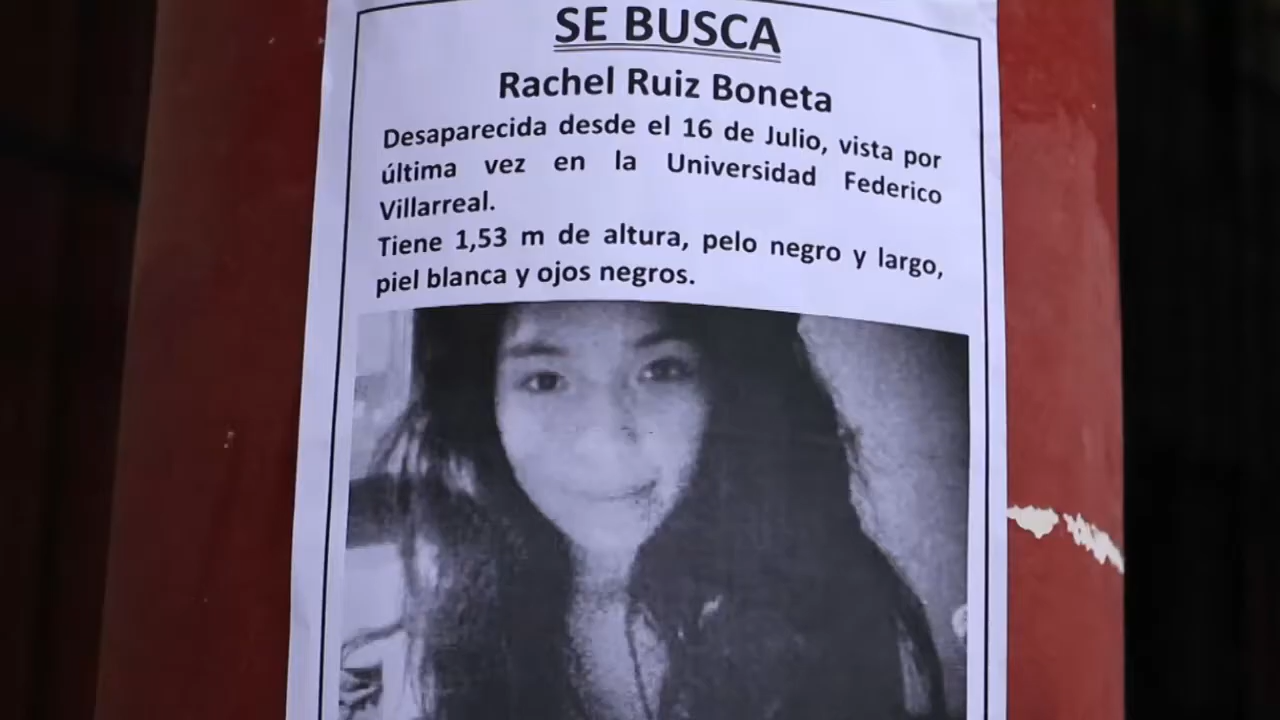 SE BUSCA
Rachel Ruiz Boneta
Desaparecida desde el 16 de Julio, vista por
última vez en la Universidad Federico
Villarreal.
Tiene 1,53 m de altura, pelo negro y largo,
piel blanca y ojos negros.